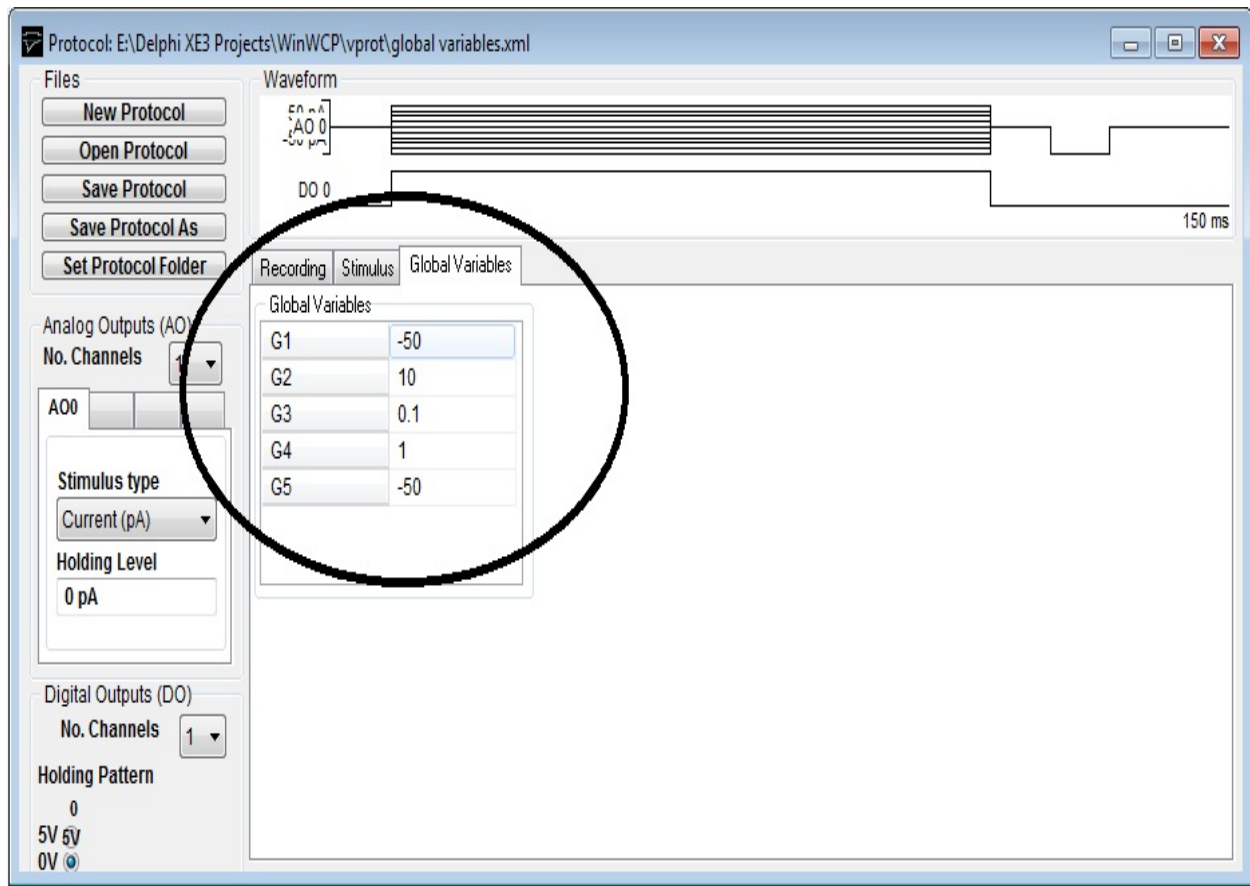 Protocol: E:\Delphi XE3 Projects\WinWCP\vprot\global variables.xml
Files
New Protocol
Open Protocol
Save Protocol
Save Protocol As
Set Protocol Folder
Waveform
AO 0
DO 0
150 ms
Recording Stimulus Global Variables
Global Variables
G1 -50
G2 10
G3 0.1
G4 1
G5 -50
Analog Outputs (AO)
No. Channels
AO0
Stimulus type
Current (pA)
Holding Level
0 pA
Digital Outputs (DO)
No. Channels 1
Holding Pattern
0
5V 5V
0V